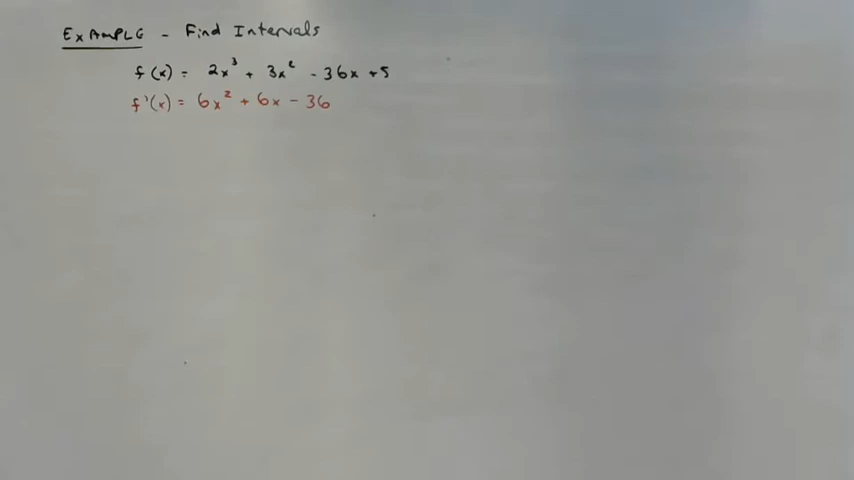 EXAMPLE - Find Intervals
f(x) = 2x³ + 3x² - 36x + 5
f'(x) = 6x² + 6x - 36